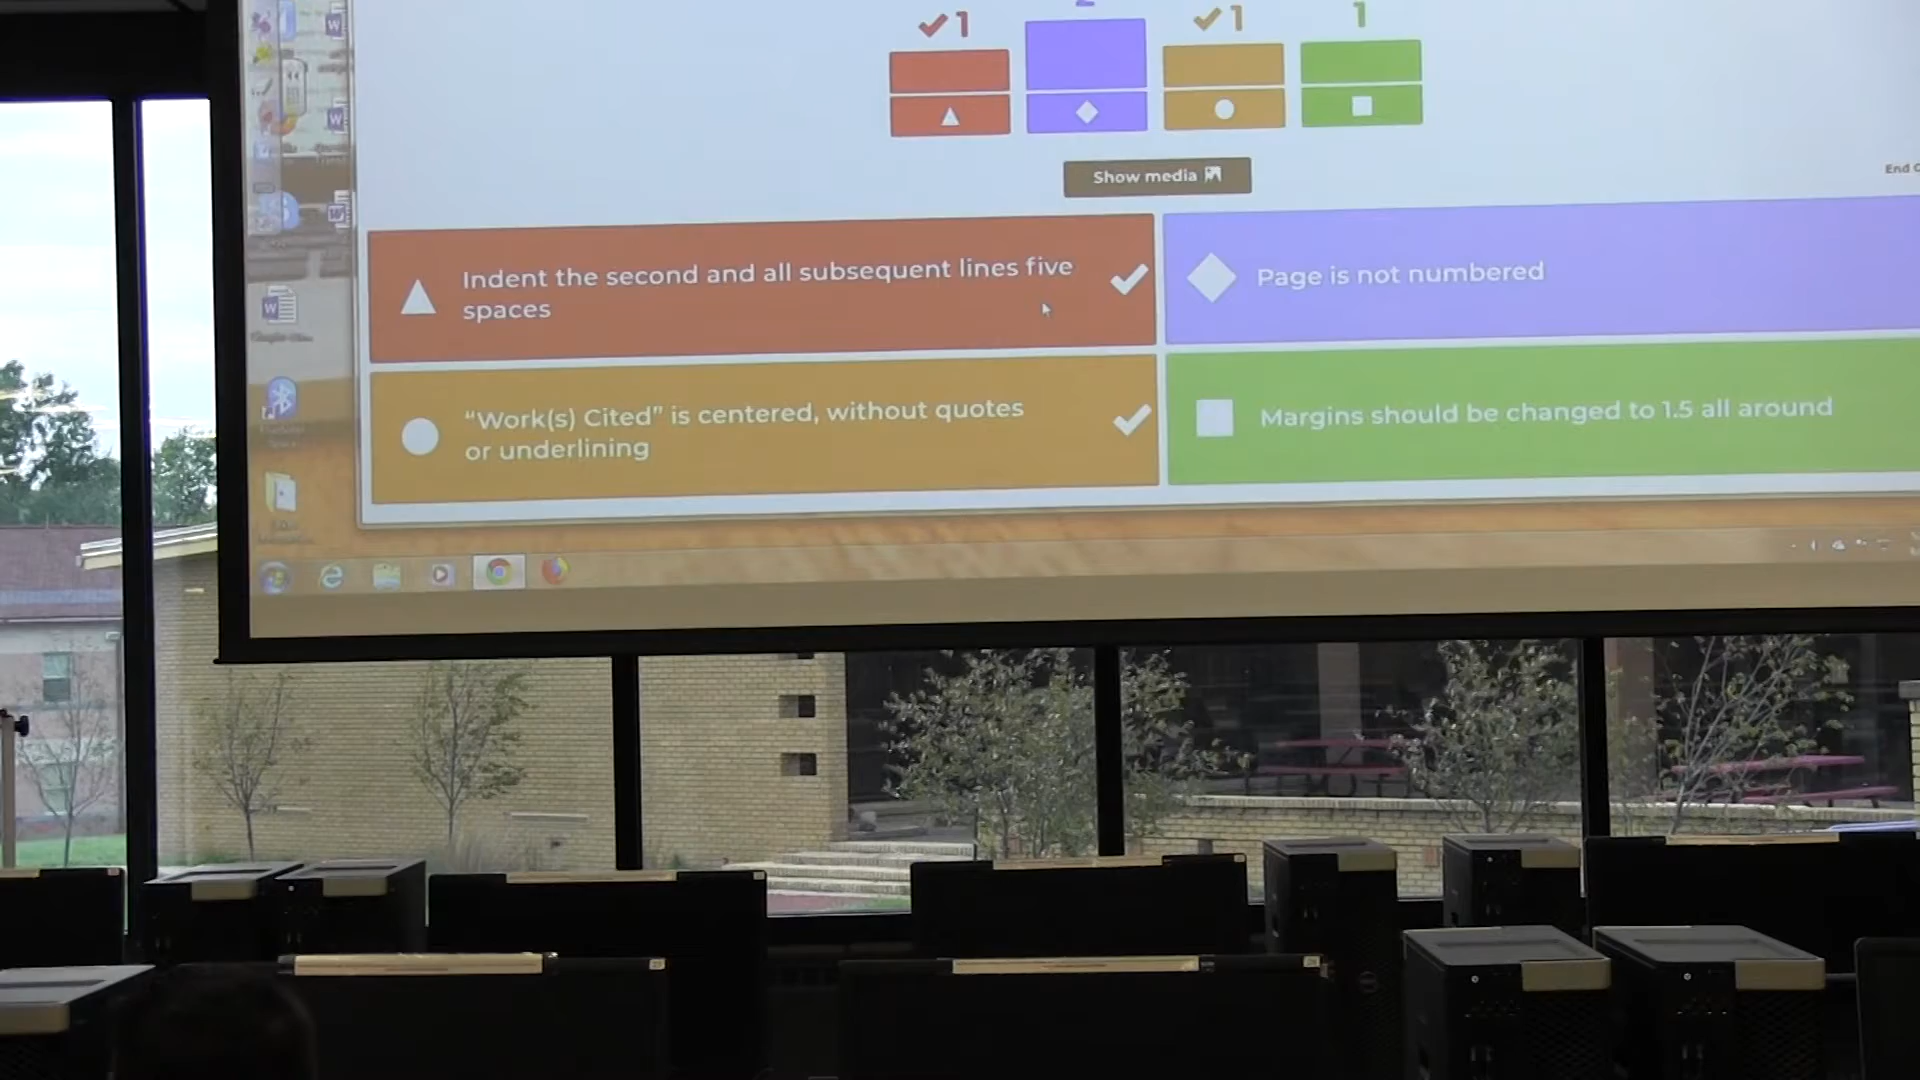 1
1
1
Show media
End
Indent the second and all subsequent lines five
spaces
Page is not numbered
“Work(s) Cited” is centered, without quotes
or underlining
Margins should be changed to 1.5 all around